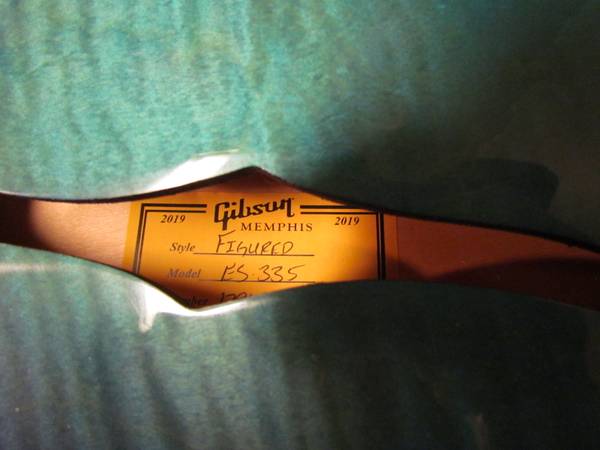 2019 Gibson 2019
MEMPHIS
Style FIGURED
Model ES-335